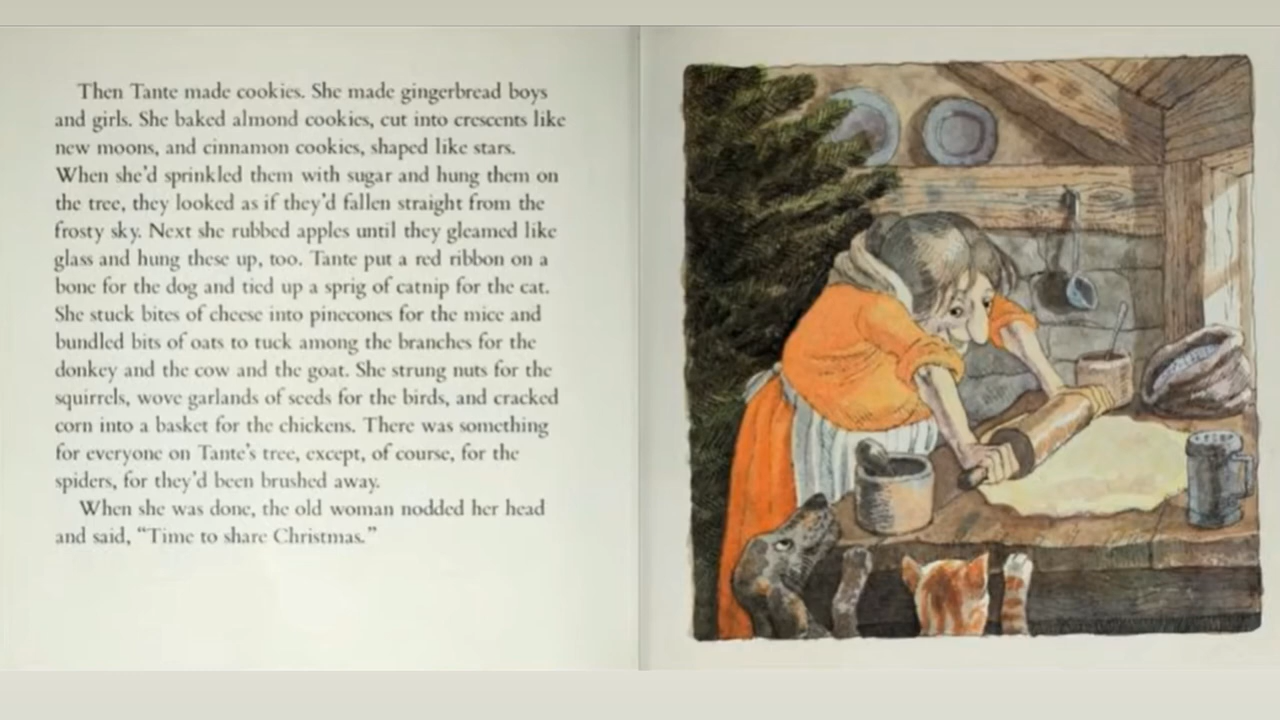 Then Tante made cookies. She made gingerbread boys
and girls. She baked almond cookies, cut into crescents like
new moons, and cinnamon cookies, shaped like stars.
When she'd sprinkled them with sugar and hung them on
the tree, they looked as if they'd fallen straight from the
frosty sky. Next she rubbed apples until they gleamed like
glass and hung these up, too. Tante put a red ribbon on a
bone for the dog and tied up a sprig of catnip for the cat.
She stuck bites of cheese into pinecones for the mice and
bundled bits of oats to tuck among the branches for the
donkey and the cow and the goat. She strung nuts for the
squirrels, wove garlands of seeds for the birds, and cracked
corn into a basket for the chickens. There was something
for everyone on Tante's tree, except, of course, for the
spiders, for they'd been brushed away.
When she was done, the old woman nodded her head
and said, “Time to share Christmas.”